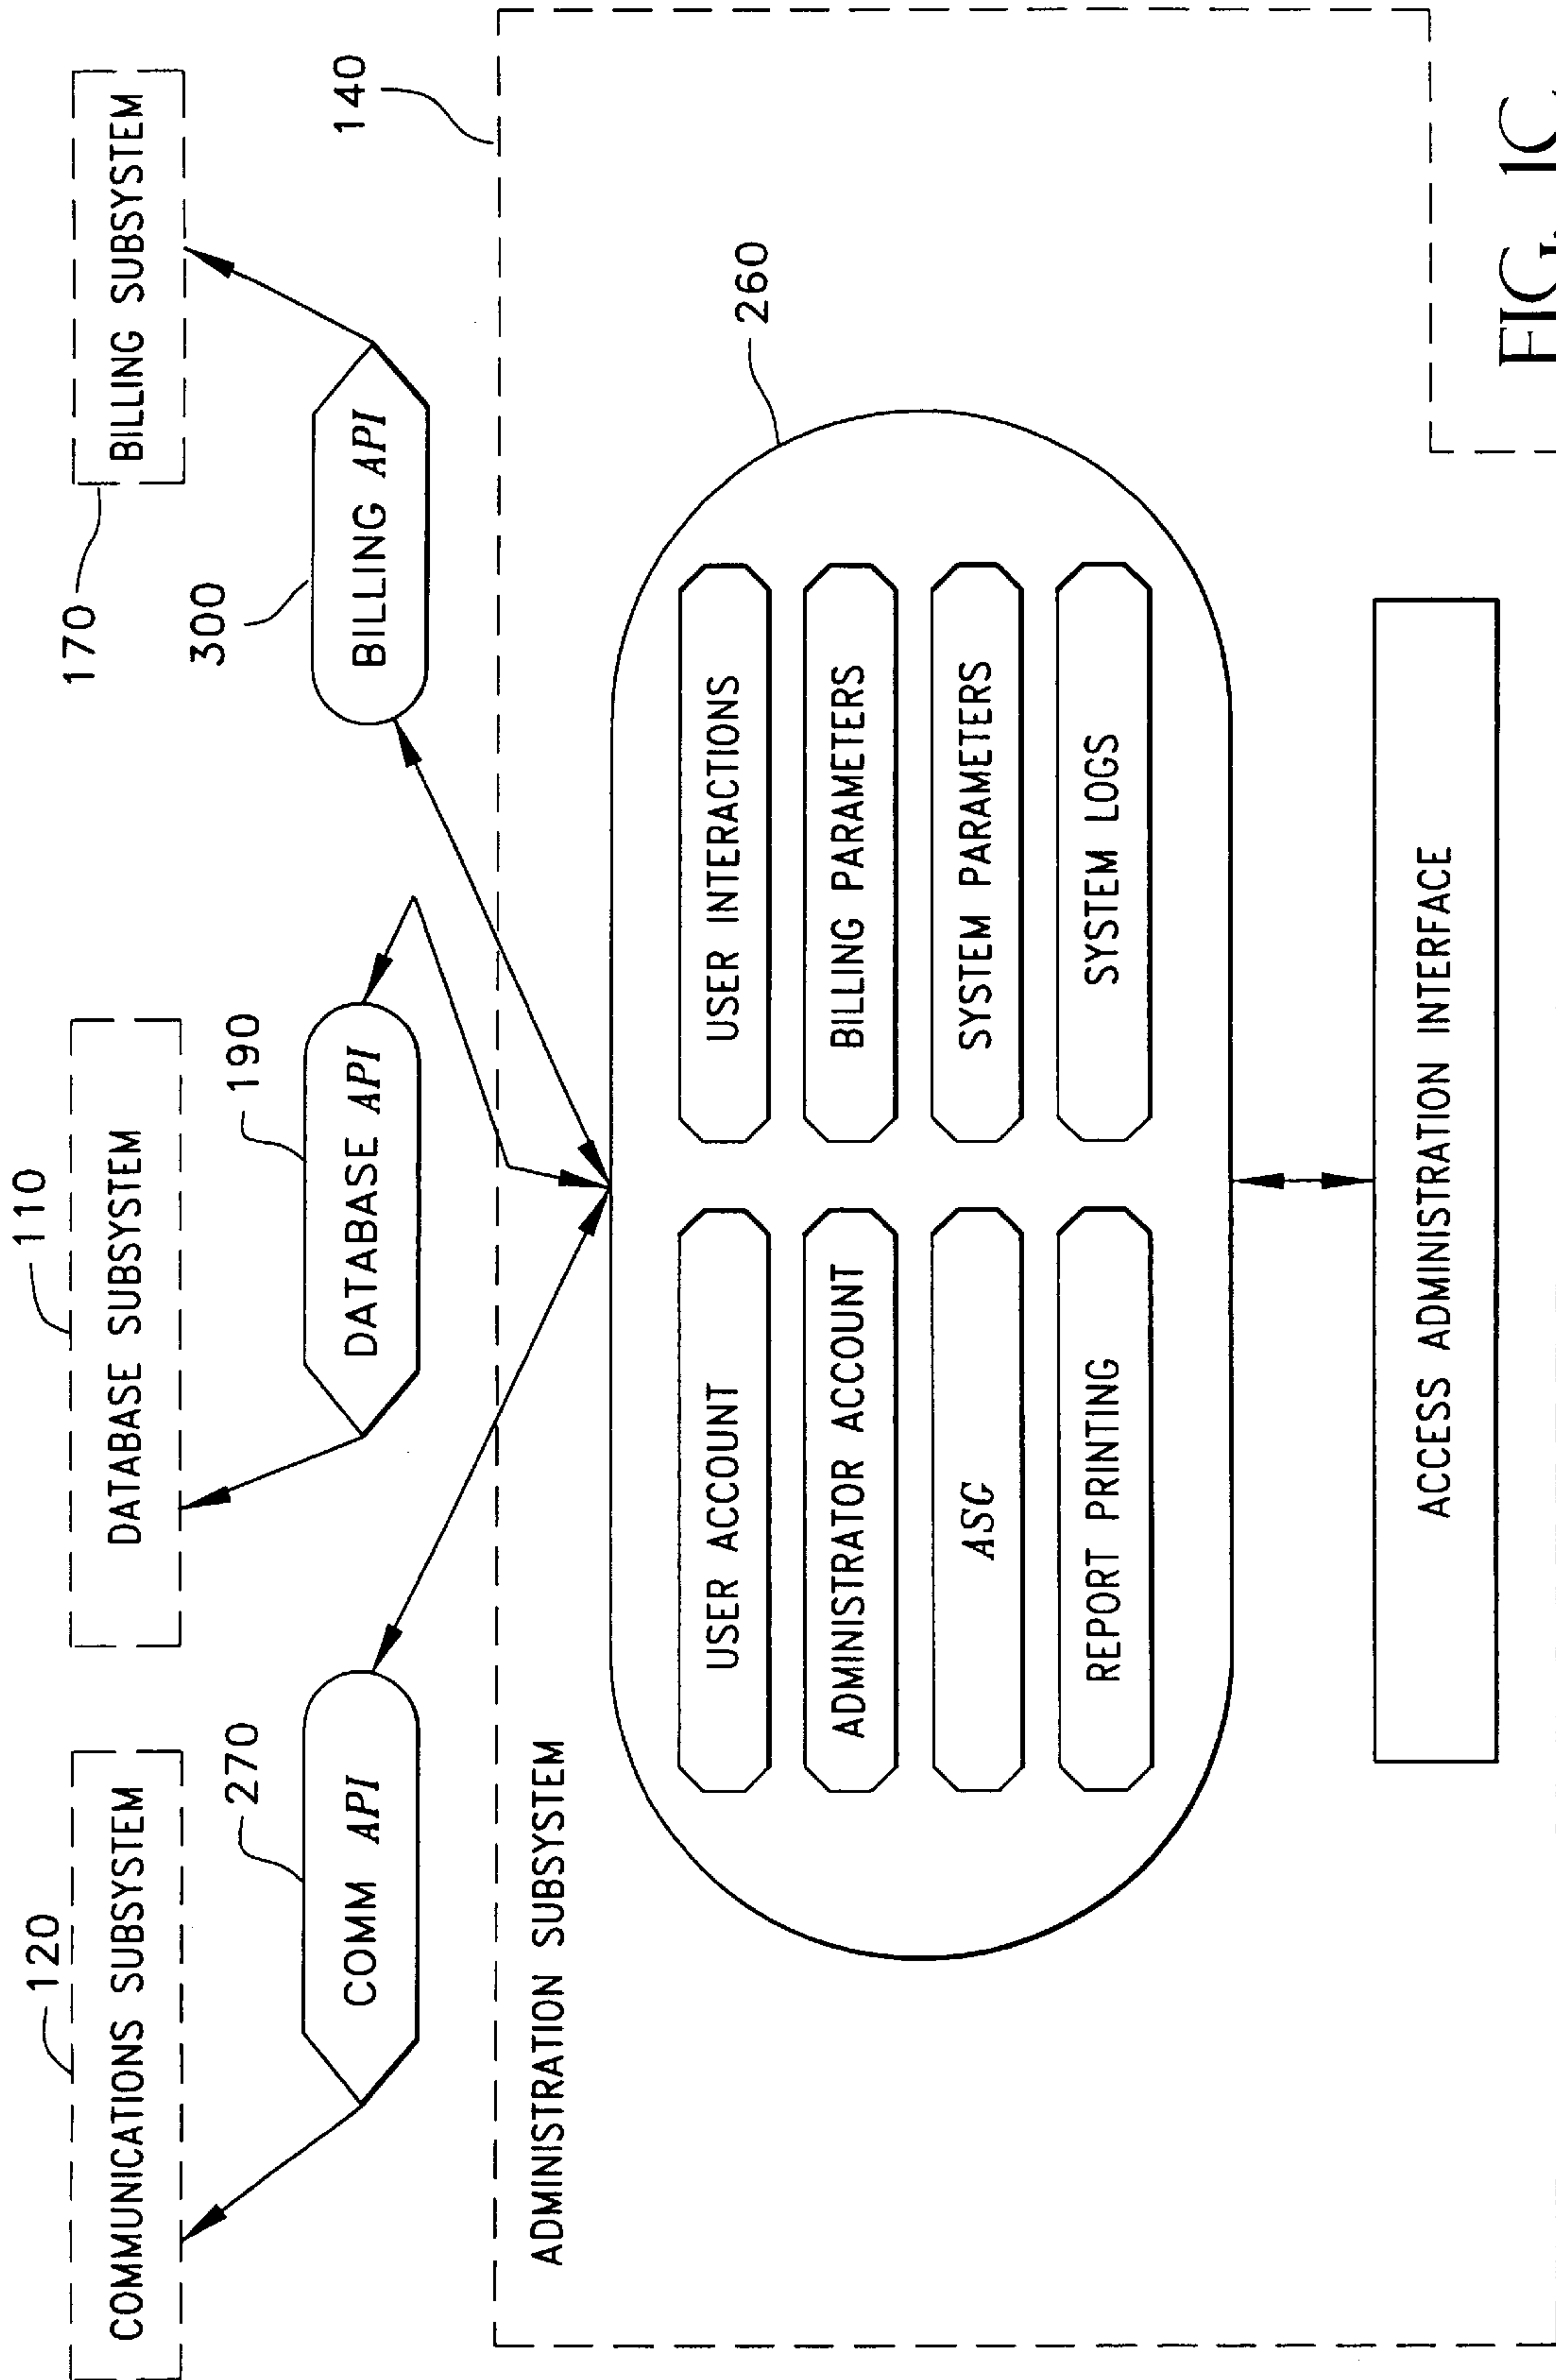 120
COMMUNICATIONS SUBSYSTEM
110
DATABASE SUBSYSTEM
170
BILLING SUBSYSTEM
270
COMM API
190
DATABASE API
300
BILLING API
140
ADMINISTRATION SUBSYSTEM
260
USER ACCOUNT
USER INTERACTIONS
ADMINISTRATOR ACCOUNT
BILLING PARAMETERS
ASG
SYSTEM PARAMETERS
REPORT PRINTING
SYSTEM LOGS
ACCESS ADMINISTRATION INTERFACE
FIG. 1C